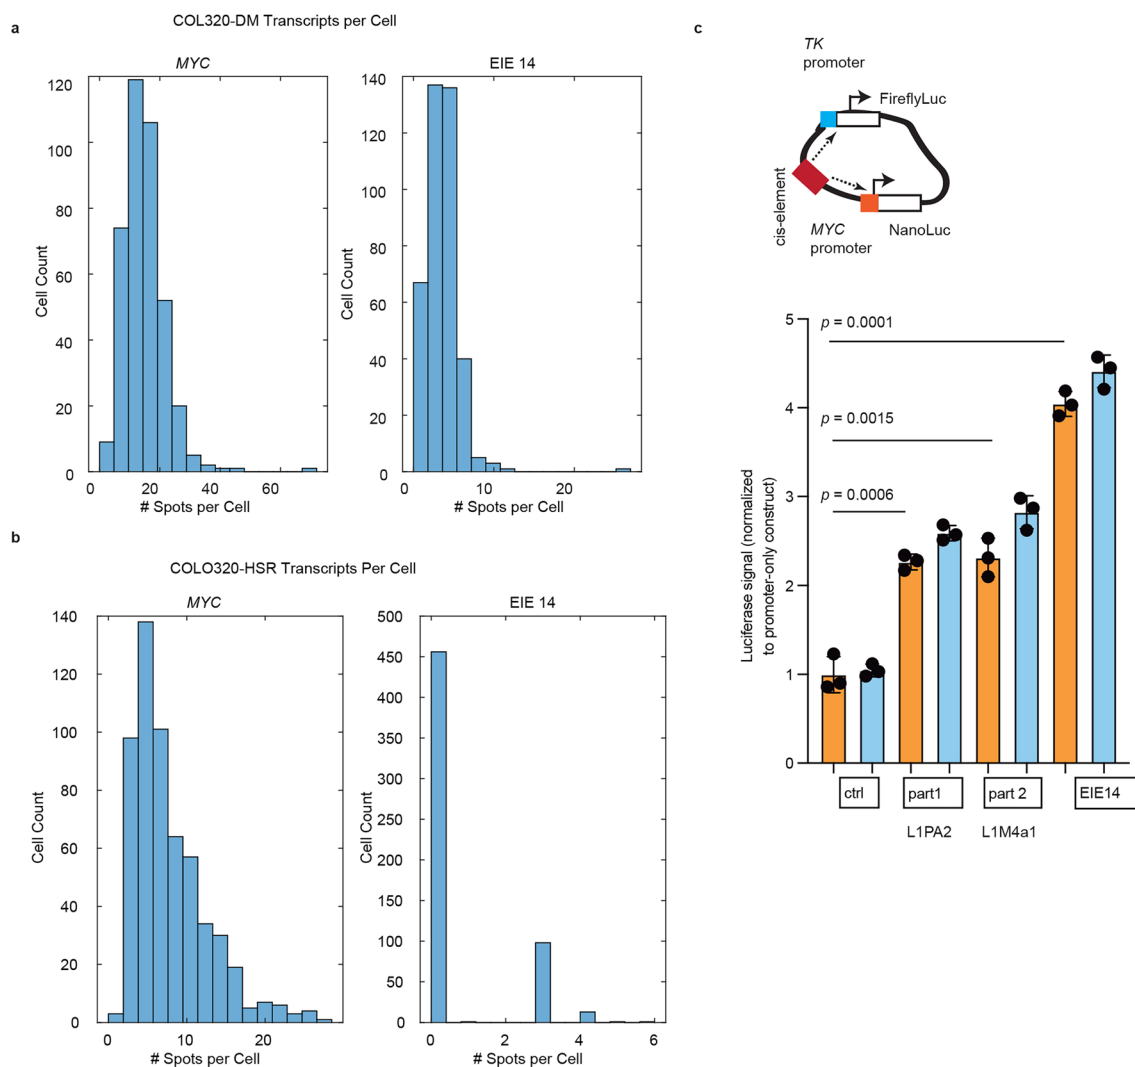 a
COL320-DM Transcripts per Cell
MYC
EIE 14
120
100
80
60
40
20
0
Cell Count
0
20
40
60
# Spots per Cell
140
120
100
80
60
40
20
0
Cell Count
0
10
20
# Spots per Cell
b
COLO320-HSR Transcripts Per Cell
MYC
EIE 14
140
120
100
80
60
40
20
0
Cell Count
0
10
20
# Spots per Cell
500
450
400
350
300
250
200
150
100
50
0
Cell Count
0
2
4
6
# Spots per Cell
c
TK
promoter
FireflyLuc
cis-element
MYC
promoter
NanoLuc
5
4
3
2
1
0
Luciferase signal (normalized
to promoter-only construct)
p = 0.0001
p = 0.0015
p = 0.0006
ctrl
part1
part 2
EIE14
L1PA2
L1M4a1